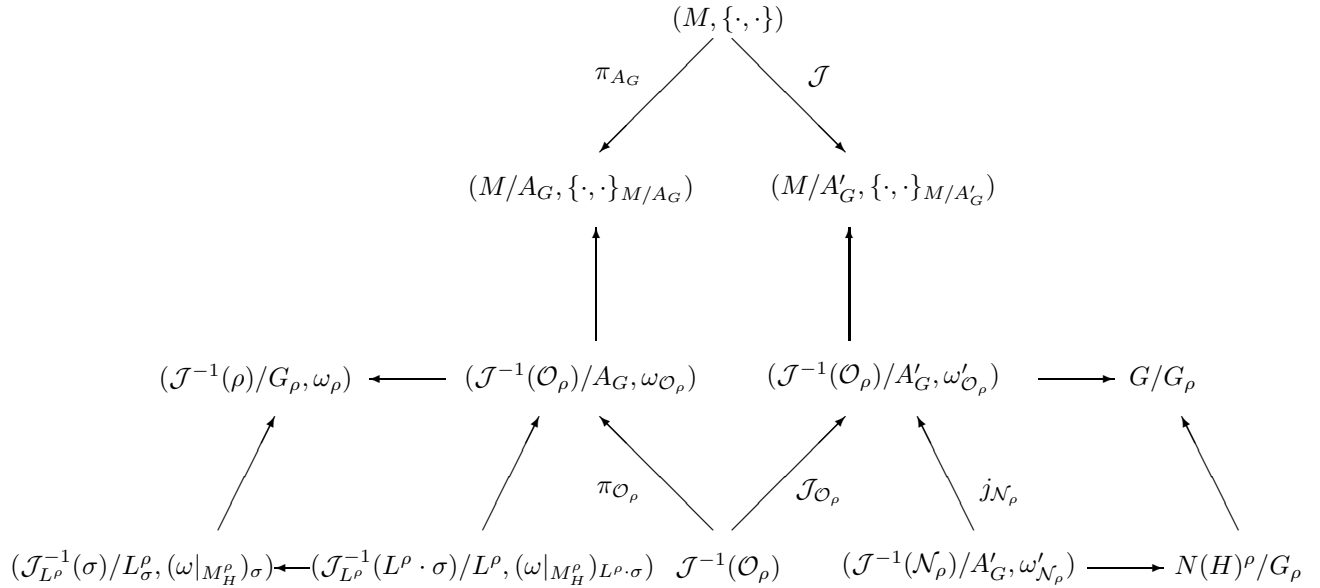 (M, {·, ·})
π_{A_G} 𝒥
(M/A_G, {·, ·}_{M/A_G}) (M/A'_G, {·, ·}_{M/A'_G})
(𝒥^{-1}(ρ)/G_ρ, ω_ρ) (𝒥^{-1}(𝒪_ρ)/A_G, ω_{𝒪_ρ}) (𝒥^{-1}(𝒪_ρ)/A'_G, ω'_{𝒪_ρ}) G/G_ρ
π_{𝒪_ρ} 𝒥_{𝒪_ρ} j_{𝒩_ρ}
(𝒥_{L^ρ}^{-1}(σ)/L^ρ_σ, (ω|_{M^ρ_H})_σ) (𝒥_{L^ρ}^{-1}(L^ρ · σ)/L^ρ, (ω|_{M^ρ_H})_{L^ρ·σ}) 𝒥^{-1}(𝒪_ρ) (𝒥^{-1}(𝒩_ρ)/A'_G, ω'_{𝒩_ρ}) N(H)^ρ/G_ρ